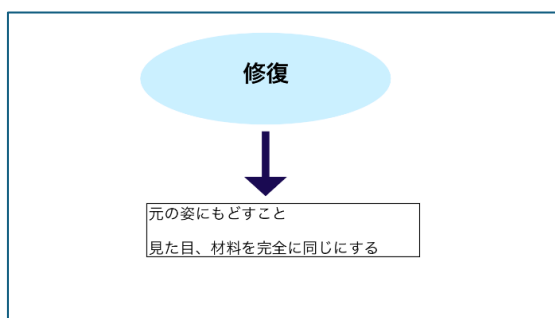 修復
元の姿にもどすこと
見た目、材料を完全に同じにする